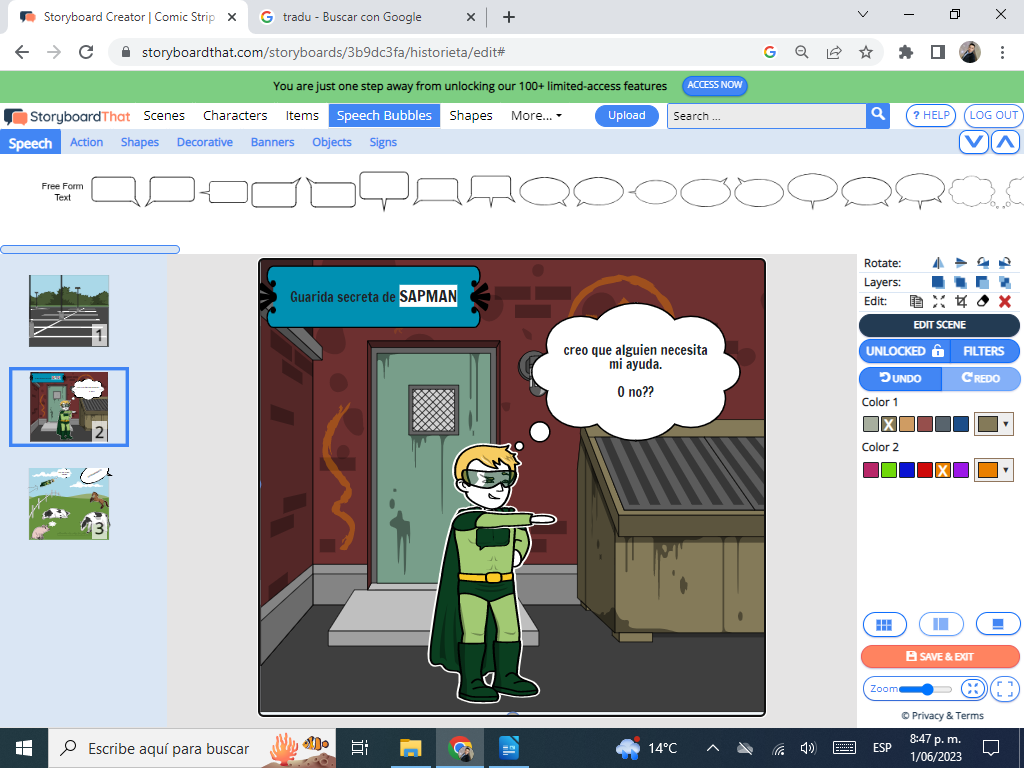 Storyboard Creator | Comic Strip
tradu - Buscar con Google
storyboardthat.com/storyboards/3b9dc3fa/historieta/edit#
You are just one step away from unlocking our 100+ limited-access features
ACCESS NOW
StoryboardThat
Scenes
Characters
Items
Speech Bubbles
Shapes
More...
Upload
Search ...
? HELP
LOG OUT
Speech
Action
Shapes
Decorative
Banners
Objects
Signs
Free Form
Text
1
2
3
Guarida secreta de SAPMAN
creo que alguien necesita
mi ayuda.
O no??
Rotate:
Layers:
Edit:
EDIT SCENE
UNLOCKED
FILTERS
UNDO
REDO
Color 1
X
Color 2
X
SAVE & EXIT
Zoom
© Privacy & Terms
Escribe aquí para buscar
14°C
ESP
8:47 p. m.
1/06/2023